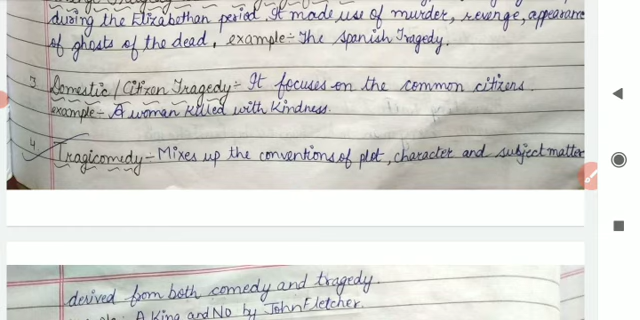 during the Elizabethan period. It made use of murder, revenge, appearance
of ghosts of the dead, example:- The Spanish Tragedy.
3 Domestic/Citizen Tragedy:- It focuses on the common citizens.
example:- A woman killed with Kindness.
4. Tragicomedy:- Mixes up the conventions of plot, character and subject matter
derived from both comedy and tragedy.
A King and No by John Fletcher.